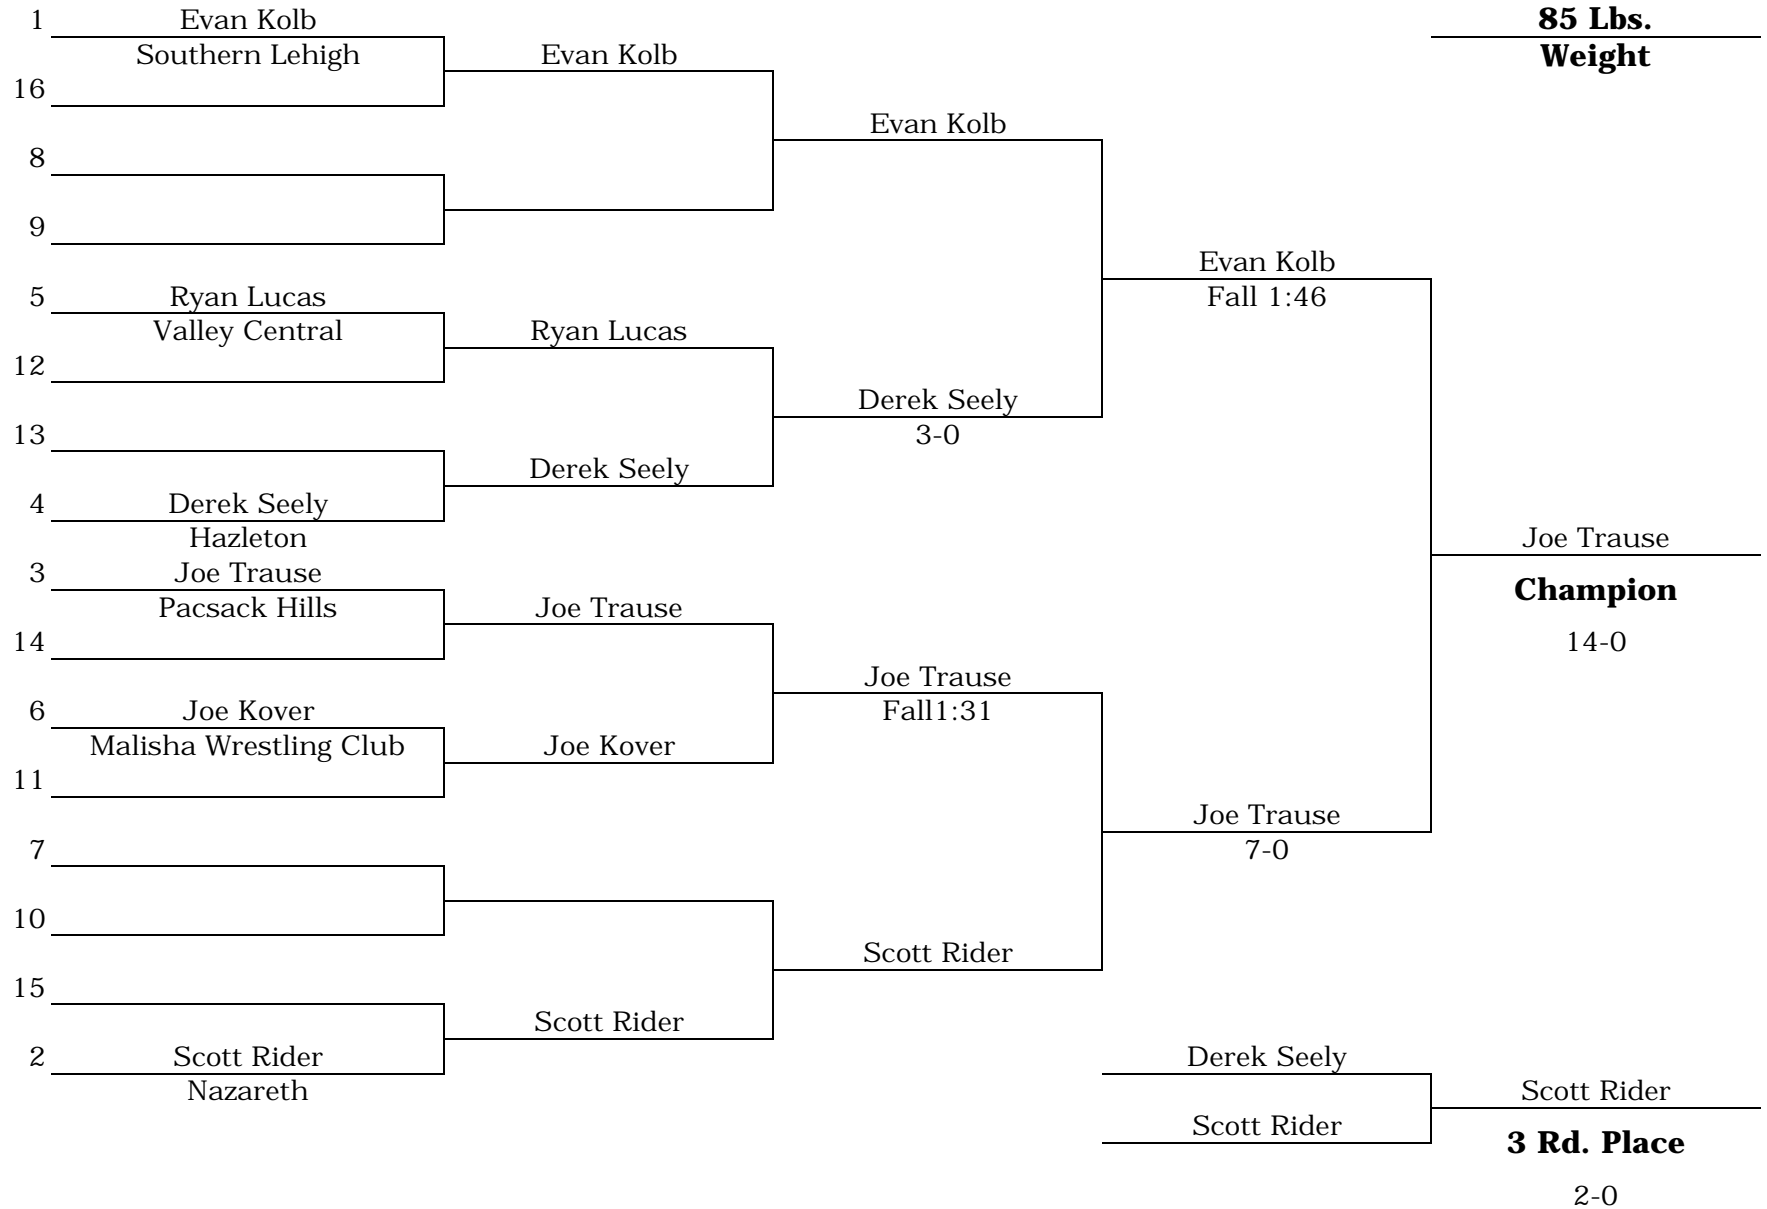 1 Evan Kolb
Southern Lehigh
16
8
9
5 Ryan Lucas
Valley Central
12
13
4 Derek Seely
Hazleton
3 Joe Trause
Pacsack Hills
14
6 Joe Kover
Malisha Wrestling Club
11
7
10
15
2 Scott Rider
Nazareth
Evan Kolb
Ryan Lucas
Derek Seely
Joe Trause
Joe Kover
Scott Rider
Evan Kolb
Derek Seely
3-0
Joe Trause
Fall1:31
Scott Rider
Evan Kolb
Fall 1:46
Joe Trause
7-0
Derek Seely
Scott Rider
85 Lbs.
Weight
Joe Trause
Champion
14-0
Scott Rider
3 Rd. Place
2-0